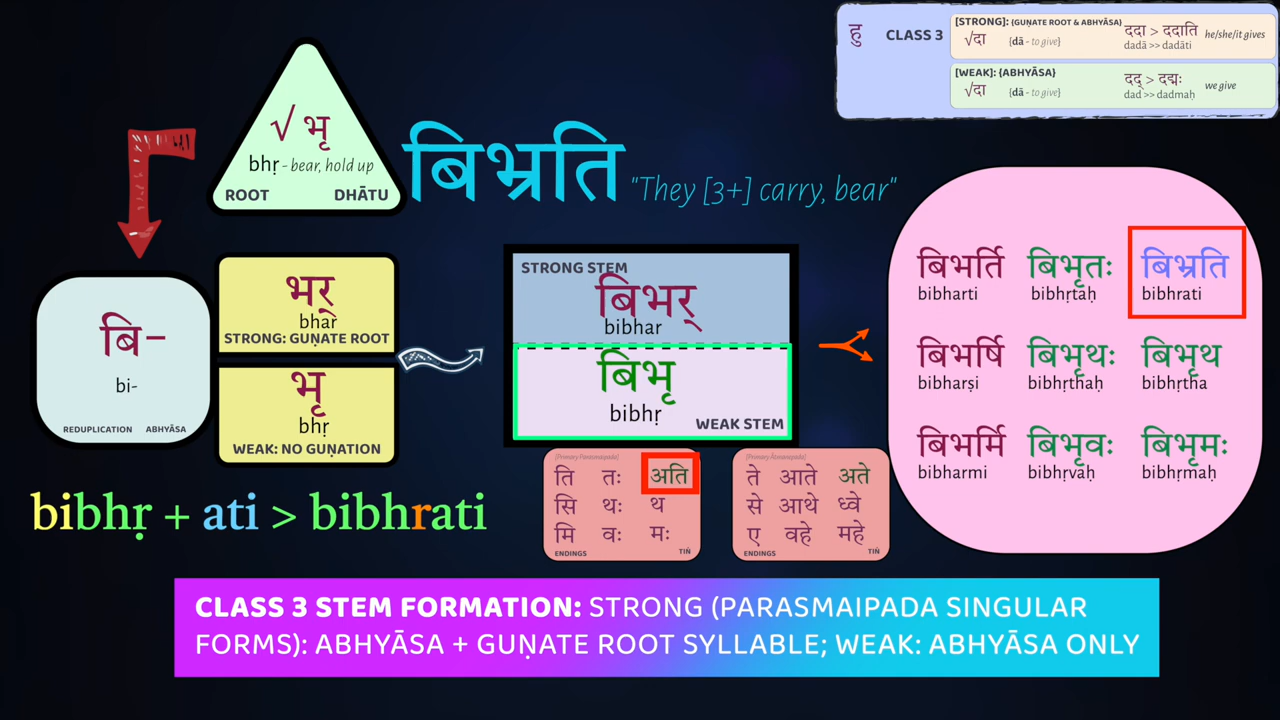 हु CLASS 3
[STRONG]: {GUṆATE ROOT & ABHYĀSA}
√दा {dā - to give} ददा > ददाति he/she/it gives
dadā >> dadāti
[WEAK]: {ABHYĀSA}
√दा {dā - to give} दद् > दद्मः we give
dad >> dadmaḥ
√ भृ
bhṛ - bear, hold up
ROOT DHĀTU
बिभ्रति "They [3+] carry, bear"
बि–
bi-
REDUPLICATION ABHYĀSA
भर्
bhar
STRONG: GUṆATE ROOT
भृ
bhṛ
WEAK: NO GUṆATION
STRONG STEM
बिभर्
bibhar
बिभृ
bibhṛ
WEAK STEM
बिभर्ति बिभृतः बिभ्रति
bibharti bibhṛtaḥ bibhrati
बिभर्षि बिभृथः बिभृथ
bibharṣi bibhṛthaḥ bibhṛtha
बिभर्मि बिभृवः बिभृमः
bibharmi bibhṛvaḥ bibhṛmaḥ
[Primary Parasmaipada]
ति तः अति
सि थः थ
मि वः मः
ENDINGS TIṄ
[Primary Ātmanepada]
ते आते अते
से आथे ध्वे
ए वहे महे
ENDINGS TIṄ
bibhṛ + ati > bibhrati
CLASS 3 STEM FORMATION: STRONG (PARASMAIPADA SINGULAR
FORMS): ABHYĀSA + GUṆATE ROOT SYLLABLE; WEAK: ABHYĀSA ONLY